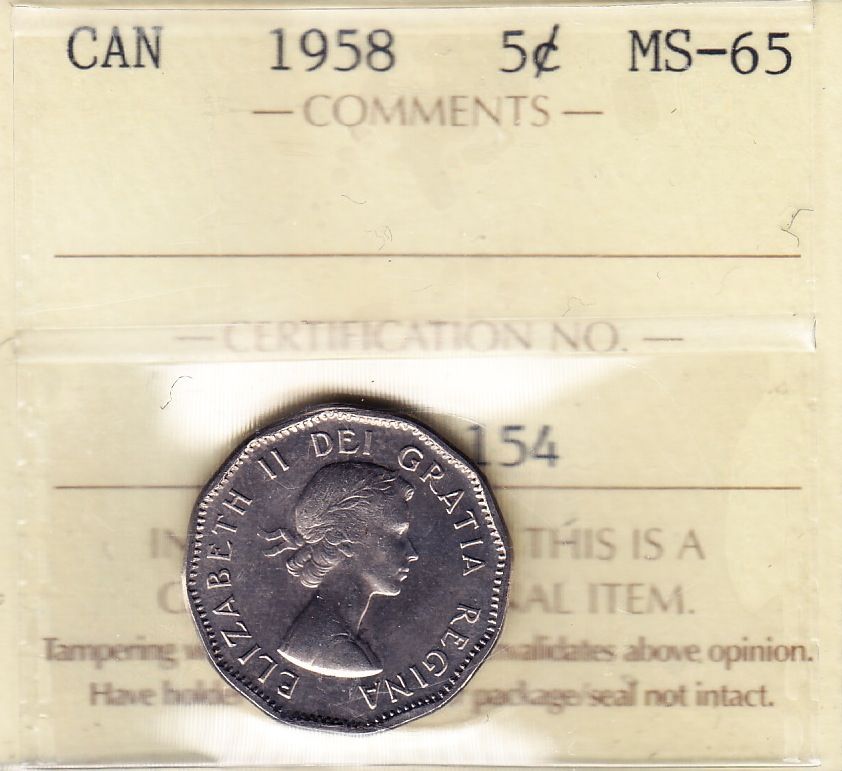 CAN 1958 5¢ MS-65
— COMMENTS —
— CERTIFICATION NO. —
154
ELIZABETH II DEI GRATIA REGINA
THIS IS A
ITEM.
Tampering validates above opinion.
Have package/seal not intact.